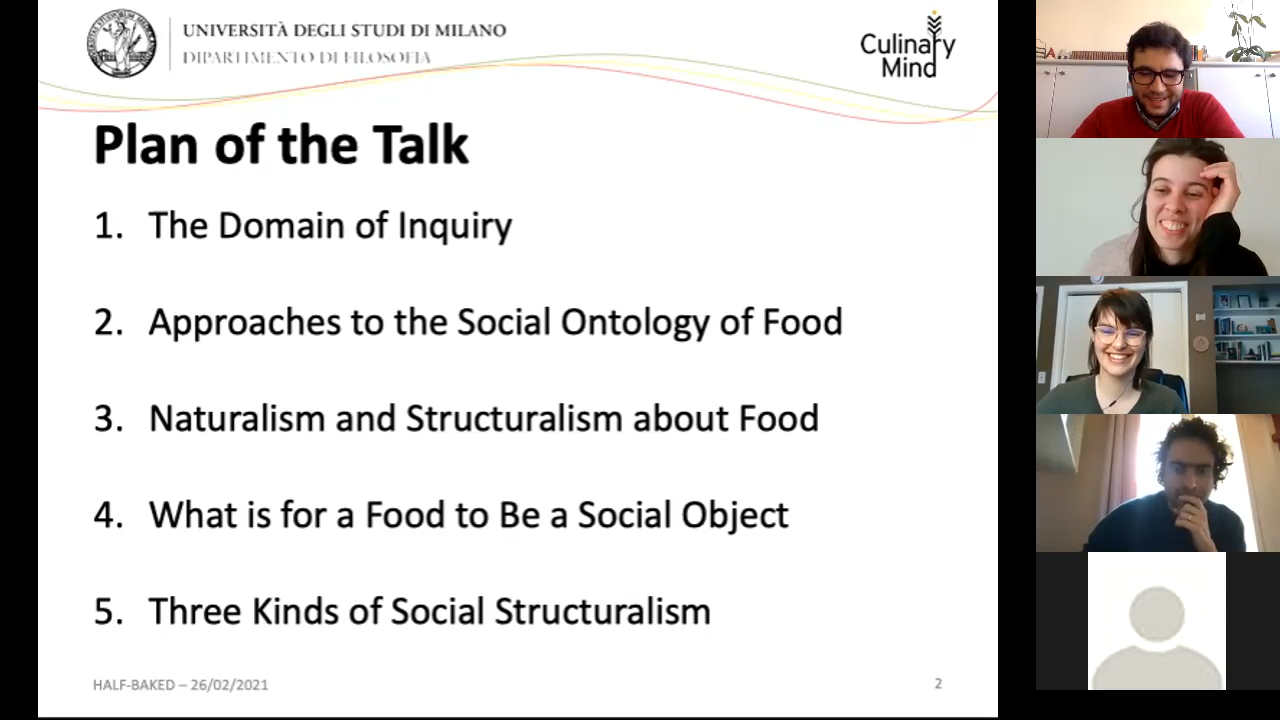 UNIVERSITÀ DEGLI STUDI DI MILANO
DIPARTIMENTO DI FILOSOFIA
Culinary
Mind
Plan of the Talk
1. The Domain of Inquiry
2. Approaches to the Social Ontology of Food
3. Naturalism and Structuralism about Food
4. What is for a Food to Be a Social Object
5. Three Kinds of Social Structuralism
HALF-BAKED – 26/02/2021
2